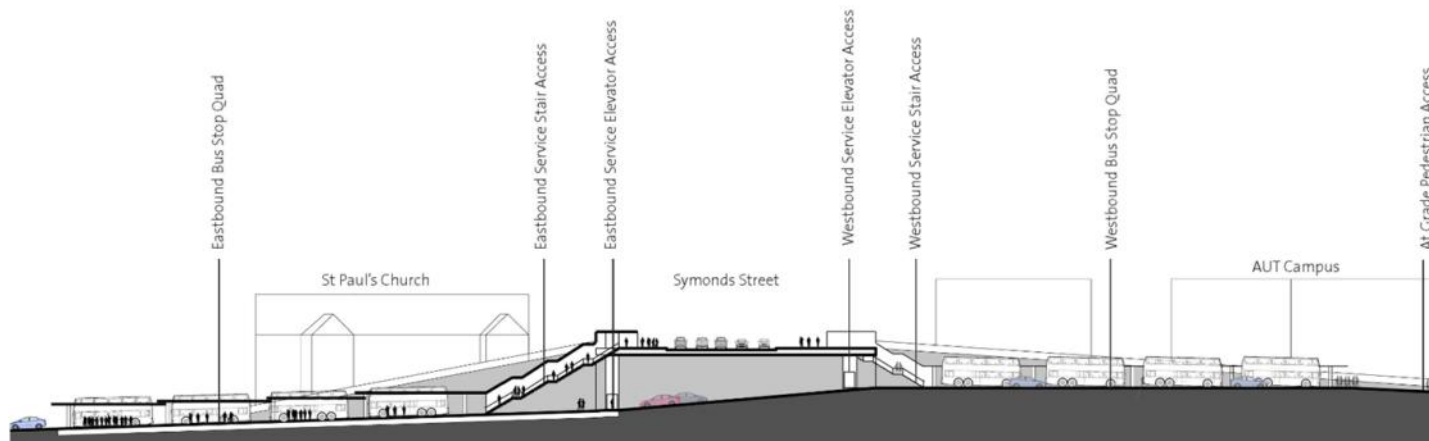 Eastbound Bus Stop Quad
Eastbound Service Stair Access
Eastbound Service Elevator Access
Westbound Service Elevator Access
Westbound Service Stair Access
Westbound Bus Stop Quad
At Grade Pedestrian Access
St Paul's Church
Symonds Street
AUT Campus